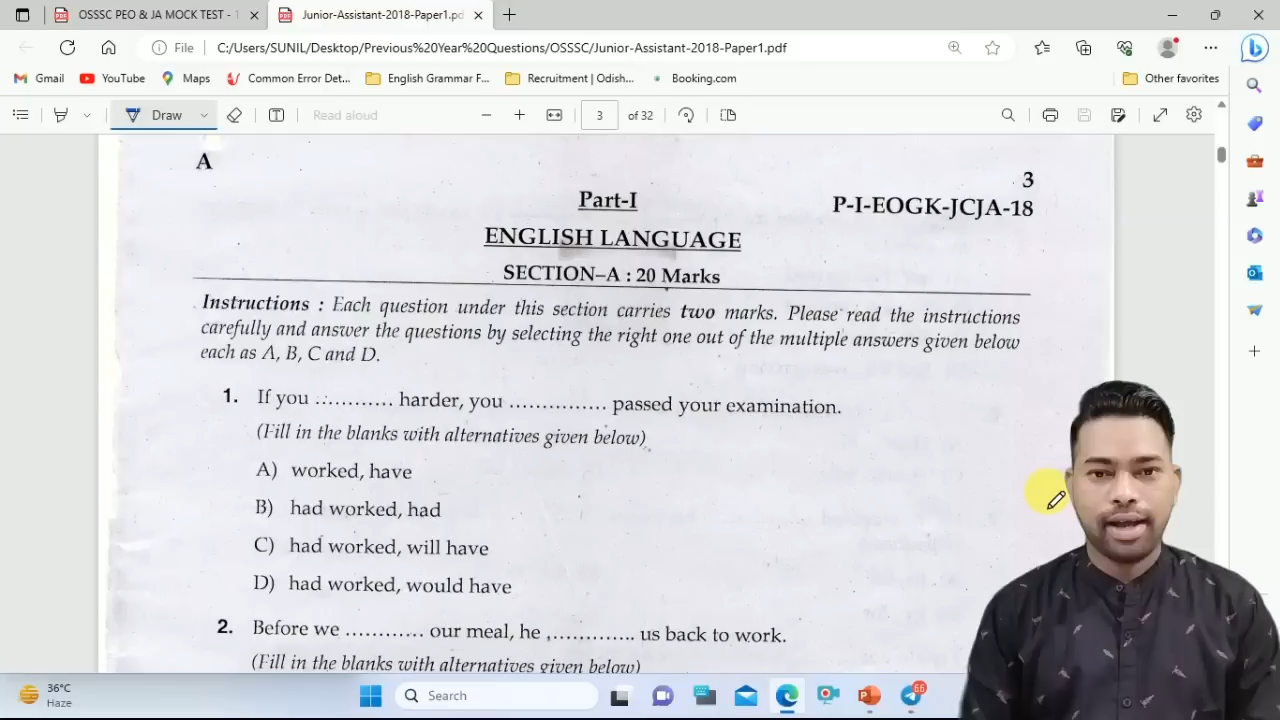 OSSSC PEO & JA MOCK TEST - 1
Junior-Assistant-2018-Paper1.pd
File
C:/Users/SUNIL/Desktop/Previous%20Year%20Questions/OSSSC/Junior-Assistant-2018-Paper1.pdf
Gmail
YouTube
Maps
Common Error Det...
English Grammar F...
Recruitment | Odish...
Booking.com
Other favorites
Draw
Read aloud
3 of 32
A
3
Part-I
P-I-EOGK-JCJA-18
ENGLISH LANGUAGE
SECTION–A : 20 Marks
Instructions : Each question under this section carries two marks. Please read the instructions
carefully and answer the questions by selecting the right one out of the multiple answers given below
each as A, B, C and D.
1. If you ............ harder, you ............... passed your examination.
(Fill in the blanks with alternatives given below)
A) worked, have
B) had worked, had
C) had worked, will have
D) had worked, would have
2. Before we ............ our meal, he ,............. us back to work.
(Fill in the blanks with alternatives given below)
36°C
Haze
Search
66